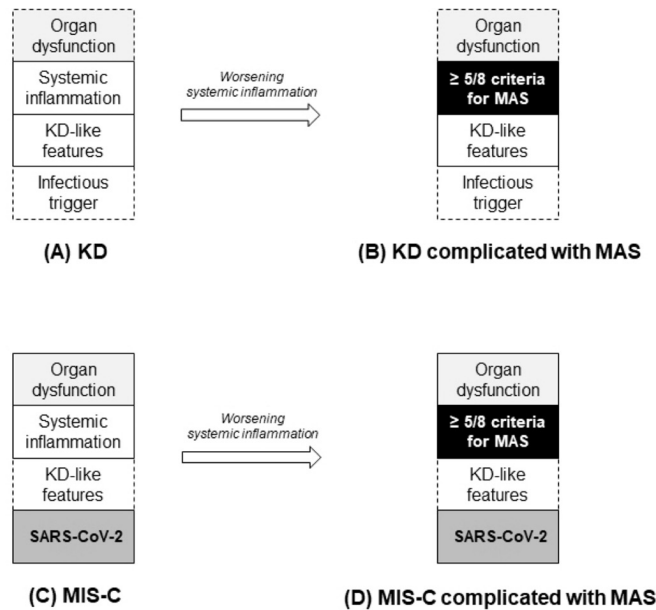 Organ
dysfunction
Systemic
inflammation
KD-like
features
Infectious
trigger
(A) KD
Worsening
systemic inflammation
Organ
dysfunction
≥ 5/8 criteria
for MAS
KD-like
features
Infectious
trigger
(B) KD complicated with MAS
Organ
dysfunction
Systemic
inflammation
KD-like
features
SARS-CoV-2
(C) MIS-C
Worsening
systemic inflammation
Organ
dysfunction
≥ 5/8 criteria
for MAS
KD-like
features
SARS-CoV-2
(D) MIS-C complicated with MAS